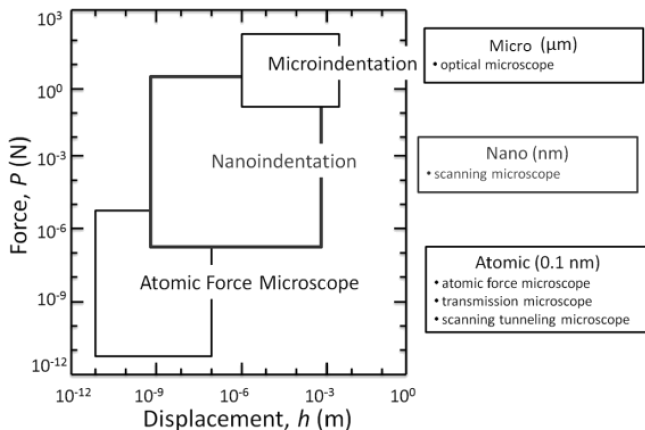 10³
10⁰
10⁻³
10⁻⁶
10⁻⁹
10⁻¹²
Force, P (N)
Microindentation
Nanoindentation
Atomic Force Microscope
10⁻¹²
10⁻⁹
10⁻⁶
10⁻³
10⁰
Displacement, h (m)
Micro (μm)
• optical microscope
Nano (nm)
• scanning microscope
Atomic (0.1 nm)
• atomic force microscope
• transmission microscope
• scanning tunneling microscope